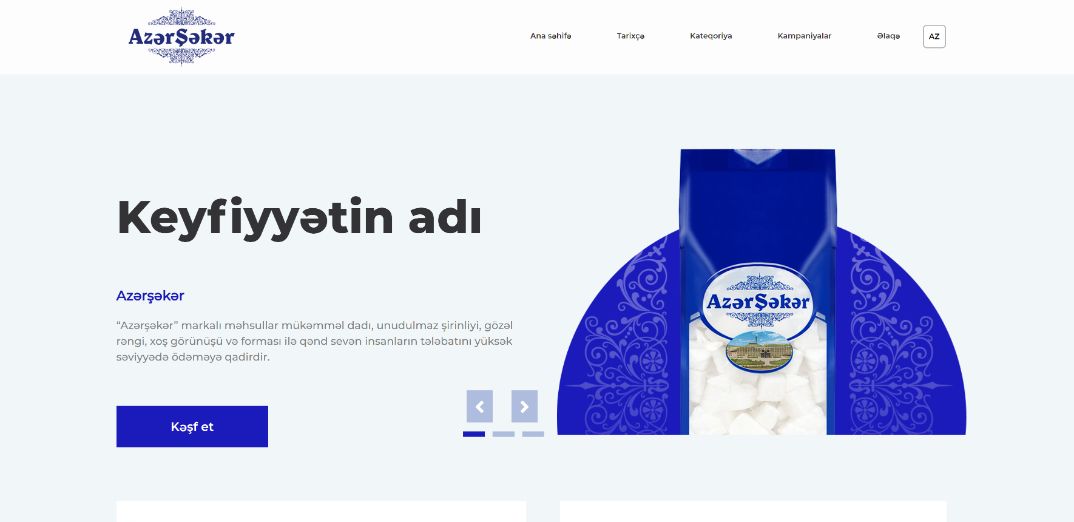 AzərŞəkər
Ana səhifə
Tarixçə
Kateqoriya
Kampaniyalar
Əlaqə
AZ
Keyfiyyətin adı
Azərşəkər
“Azərşəkər” markalı məhsullar mükəmməl dadı, unudulmaz şirinliyi, gözəl
rəngi, xoş görünüşü və forması ilə qənd sevən insanların tələbatını yüksək
səviyyədə ödəməyə qadirdir.
Kəşf et
AzərŞəkər